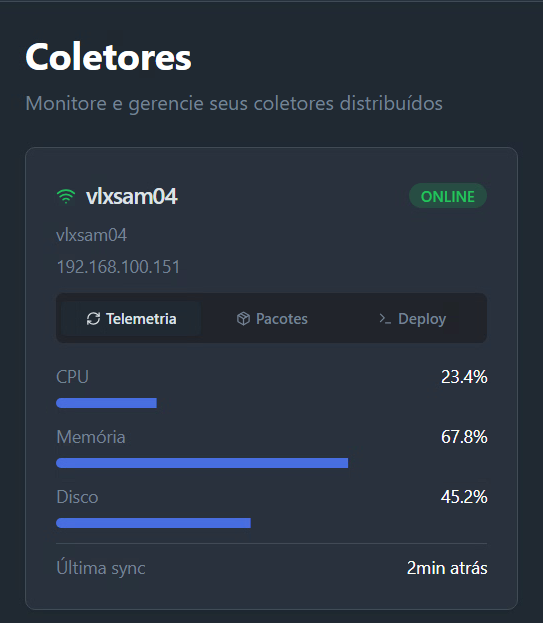 Coletores
Monitore e gerencie seus coletores distribuídos
vlxsam04 ONLINE
vlxsam04
192.168.100.151
Telemetria Pacotes Deploy
CPU 23.4%
Memória 67.8%
Disco 45.2%
Última sync 2min atrás